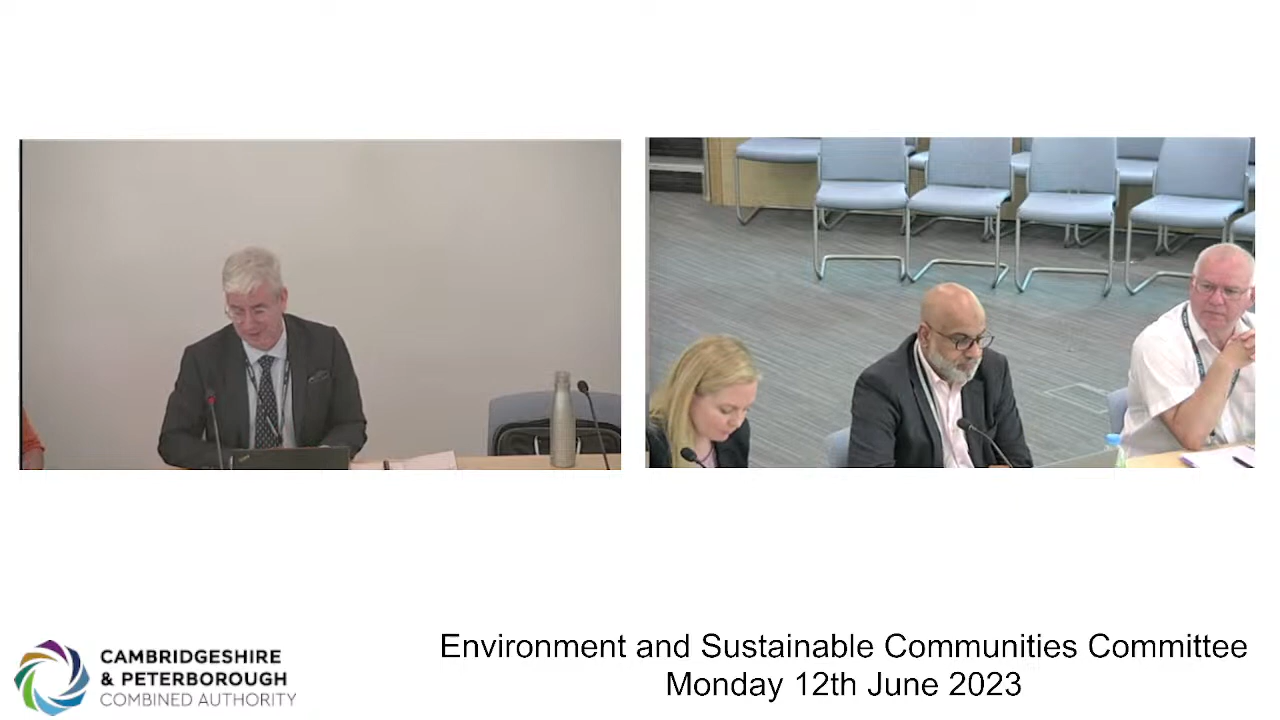 CAMBRIDGESHIRE
& PETERBOROUGH
COMBINED AUTHORITY
Environment and Sustainable Communities Committee
Monday 12th June 2023